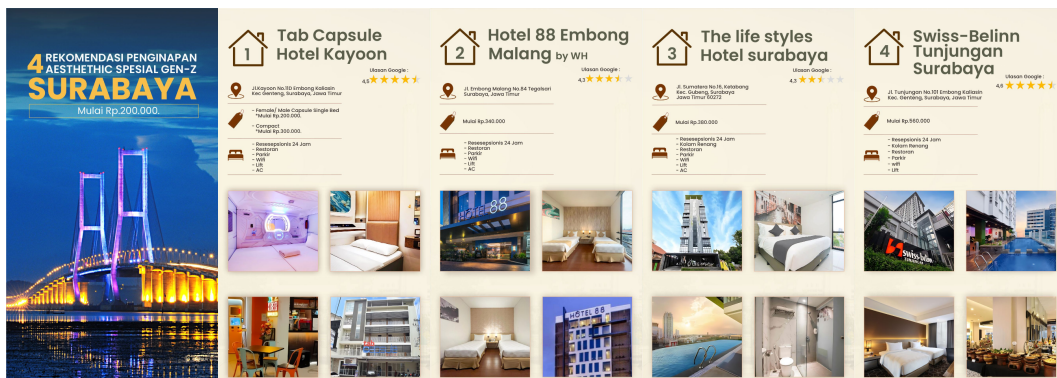 4 REKOMENDASI PENGINAPAN
AESTHETHIC SPESIAL GEN-Z
SURABAYA
Mulai Rp.200.000.
1
Tab Capsule
Hotel Kayoon
Ulasan Google :
4,5
Jl.Kayoon No.110 Embong Kaliasin
Kec Genteng, Surabaya, Jawa Timur
- Female/ Male Capsule Single Bed
*Mulai Rp.200.000,
- Compact
*Mulai Rp.300.000.
- Resesepsionis 24 Jam
- Restoran
- Parkir
- Wifi
- Lift
- AC
2
Hotel 88 Embong
Malang by WH
Ulasan Google :
4,3
Jl. Embong Malang No.84 Tegalsari
Surabaya, Jawa Timur
Mulai Rp.340.000
- Resesepsionis 24 Jam
- Restoran
- Parkir
- Wifi
- Lift
- AC
HOTEL 88
HOTEL 88
3
The life styles
Hotel surabaya
Ulasan Google :
4,3
Jl. Sumatera No.16, Ketabang
Kec. Gubeng, Surabaya
Jawa Timur 60273
Mulai Rp.380.000
- Resesepsionis 24 Jam
- Kolam Renang
- Restoran
- Parkir
- Wifi
- Lift
- AC
4
Swiss-Belinn
Tunjungan
Surabaya
Ulasan Google :
4,6
Jl. Tunjungan No.101 Embong Kaliasin
Kec. Genteng, Surabaya, Jawa Timur
Mulai Rp.560.000
- Resepsionis 24 Jam
- Kolam Renang
- Restoran
- Parkir
- wifi
- Lift
swiss-belinn